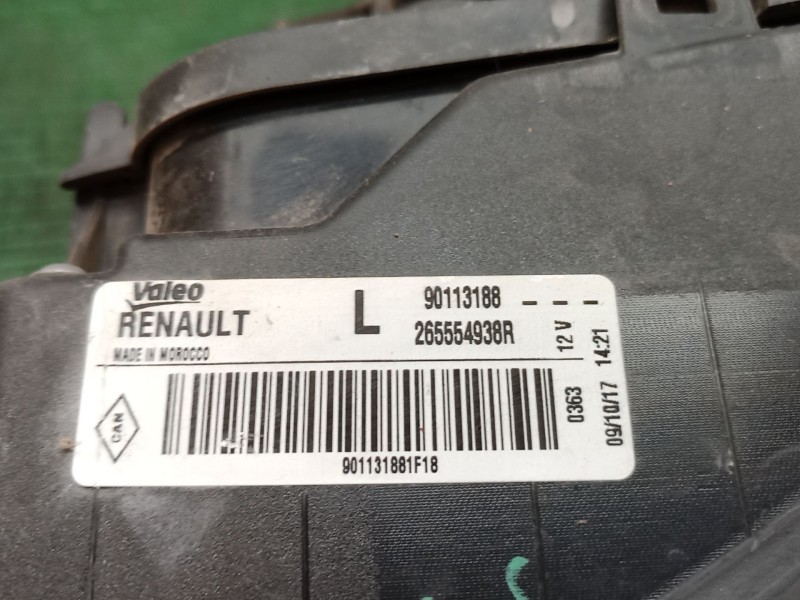 Valeo
RENAULT
MADE IN MOROCCO
L
90113188 - - -
265554938R
12 V
0363
09/10/17 14:21
CAN
901131881F18